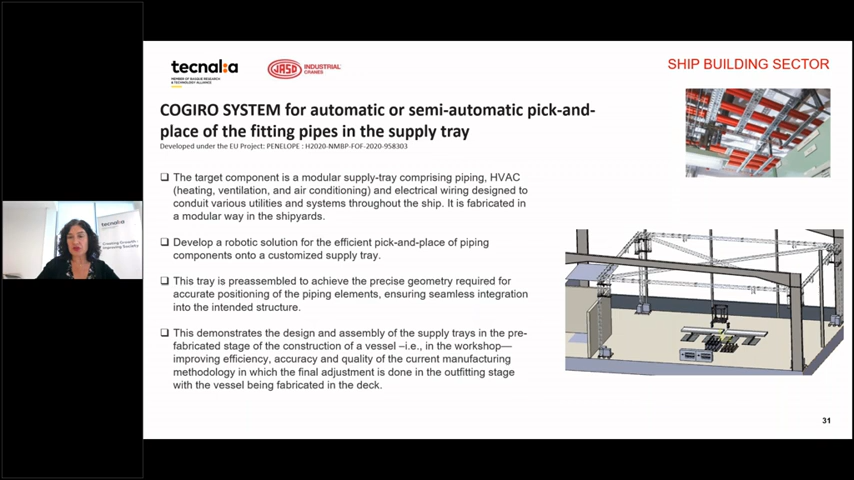 tecnalia
MEMBER OF BASQUE RESEARCH
& TECHNOLOGY ALLIANCE
JASO INDUSTRIAL
CRANES
SHIP BUILDING SECTOR
COGIRO SYSTEM for automatic or semi-automatic pick-and-
place of the fitting pipes in the supply tray
Developed under the EU Project: PENELOPE : H2020-NMBP-FOF-2020-958303
❑ The target component is a modular supply-tray comprising piping, HVAC
(heating, ventilation, and air conditioning) and electrical wiring designed to
conduit various utilities and systems throughout the ship. It is fabricated in
a modular way in the shipyards.
❑ Develop a robotic solution for the efficient pick-and-place of piping
components onto a customized supply tray.
❑ This tray is preassembled to achieve the precise geometry required for
accurate positioning of the piping elements, ensuring seamless integration
into the intended structure.
❑ This demonstrates the design and assembly of the supply trays in the pre-
fabricated stage of the construction of a vessel –i.e., in the workshop—
improving efficiency, accuracy and quality of the current manufacturing
methodology in which the final adjustment is done in the outfitting stage
with the vessel being fabricated in the deck.
31
tecnalia
Creating Growth
Improving Society